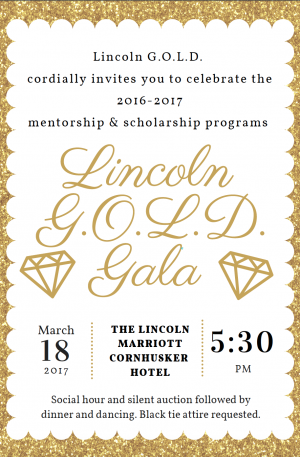 Lincoln G.O.L.D.
cordially invites you to celebrate the
2016-2017
mentorship & scholarship programs
Lincoln
G.O.L.D.
Gala
March
18
2017
THE LINCOLN
MARRIOTT
CORNHUSKER
HOTEL
5:30
PM
Social hour and silent auction followed by
dinner and dancing. Black tie attire requested.